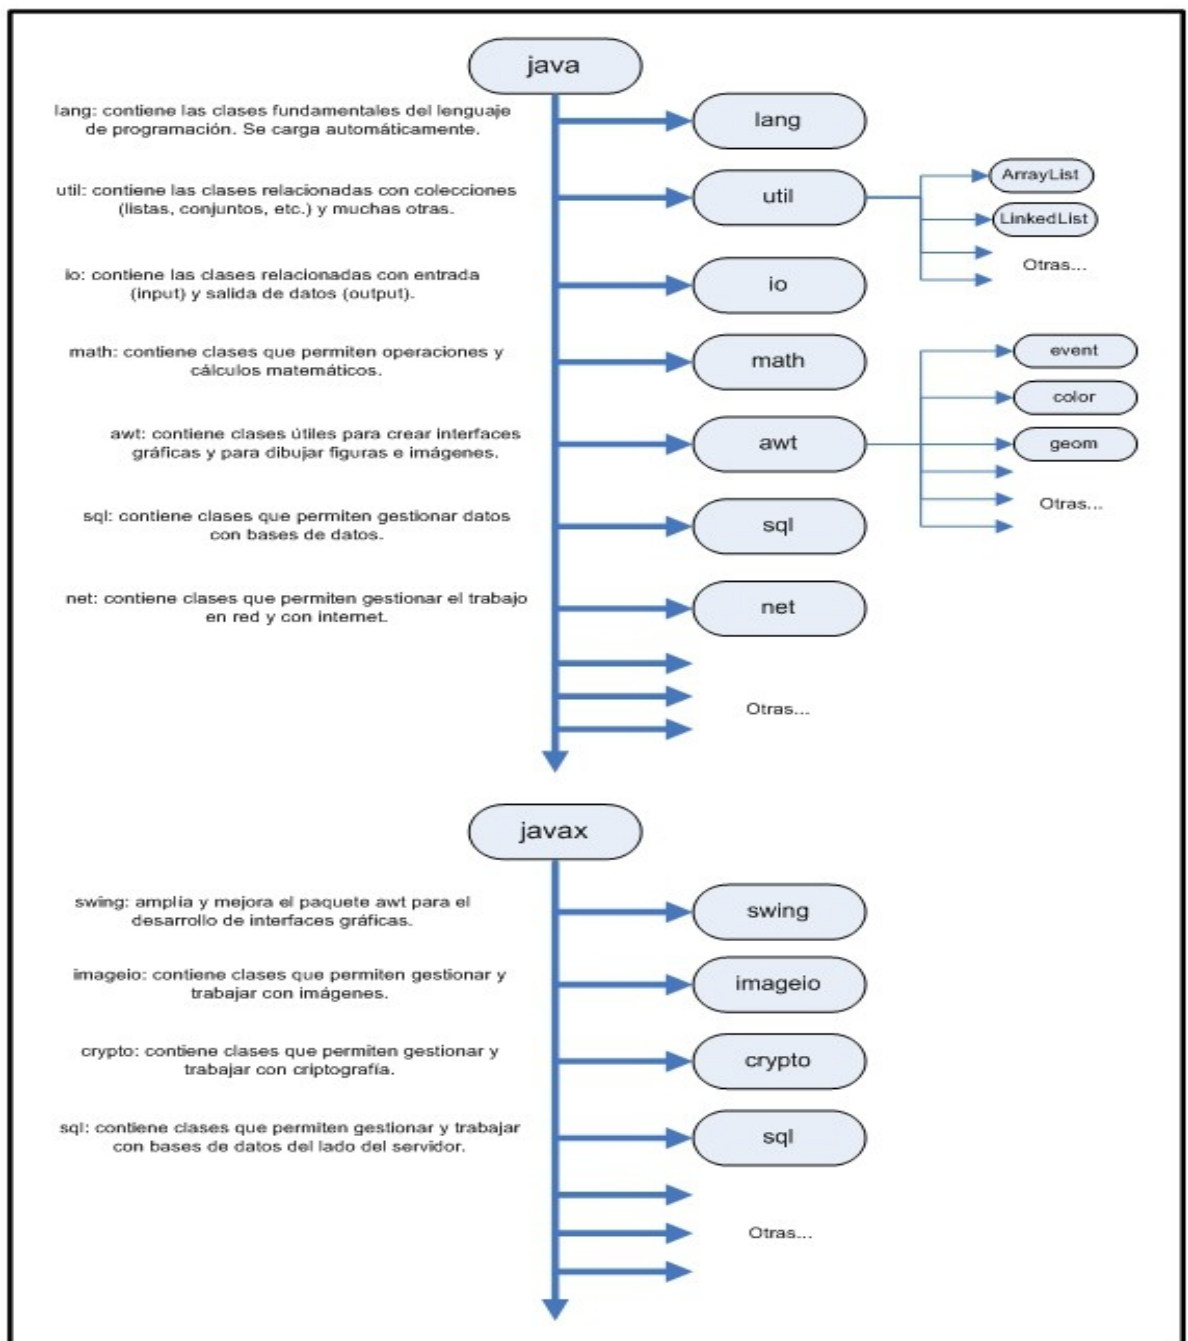 java
lang: contiene las clases fundamentales del lenguaje
de programación. Se carga automáticamente.
lang
util: contiene las clases relacionadas con colecciones
(listas, conjuntos, etc.) y muchas otras.
util
ArrayList
LinkedList
Otras...
io: contiene las clases relacionadas con entrada
(input) y salida de datos (output).
io
math: contiene clases que permiten operaciones y
cálculos matemáticos.
math
event
color
awt: contiene clases útiles para crear interfaces
gráficas y para dibujar figuras e imágenes.
awt
geom
Otras...
sql: contiene clases que permiten gestionar datos
con bases de datos.
sql
net: contiene clases que permiten gestionar el trabajo
en red y con internet.
net
Otras...
javax
swing: amplía y mejora el paquete awt para el
desarrollo de interfaces gráficas.
swing
imageio: contiene clases que permiten gestionar y
trabajar con imágenes.
imageio
crypto: contiene clases que permiten gestionar y
trabajar con criptografía.
crypto
sql: contiene clases que permiten gestionar y trabajar
con bases de datos del lado del servidor.
sql
Otras...